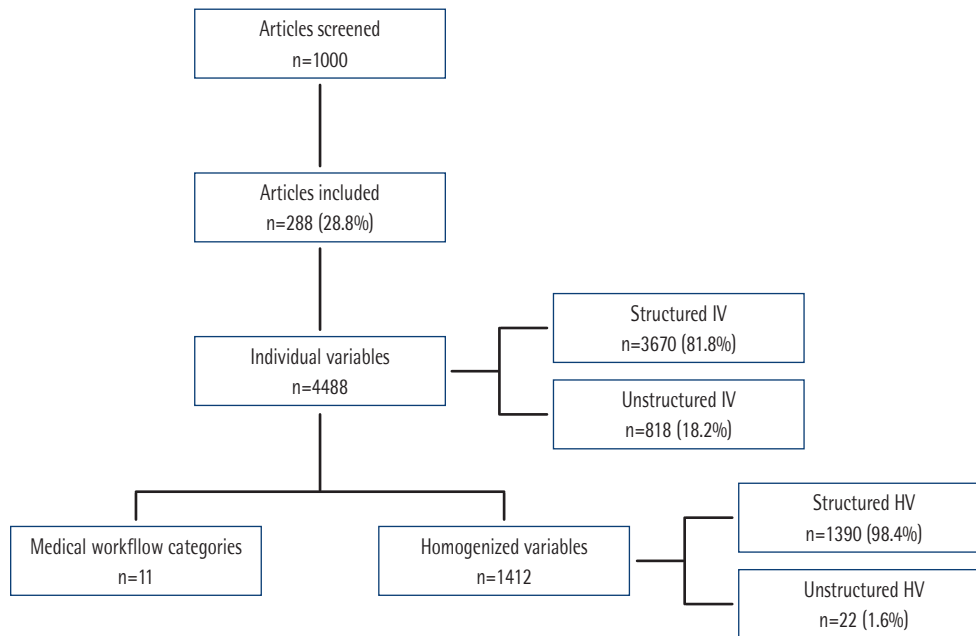 Articles screened
n=1000
Articles included
n=288 (28.8%)
Individual variables
n=4488
Structured IV
n=3670 (81.8%)
Unstructured IV
n=818 (18.2%)
Medical workfllow categories
n=11
Homogenized variables
n=1412
Structured HV
n=1390 (98.4%)
Unstructured HV
n=22 (1.6%)